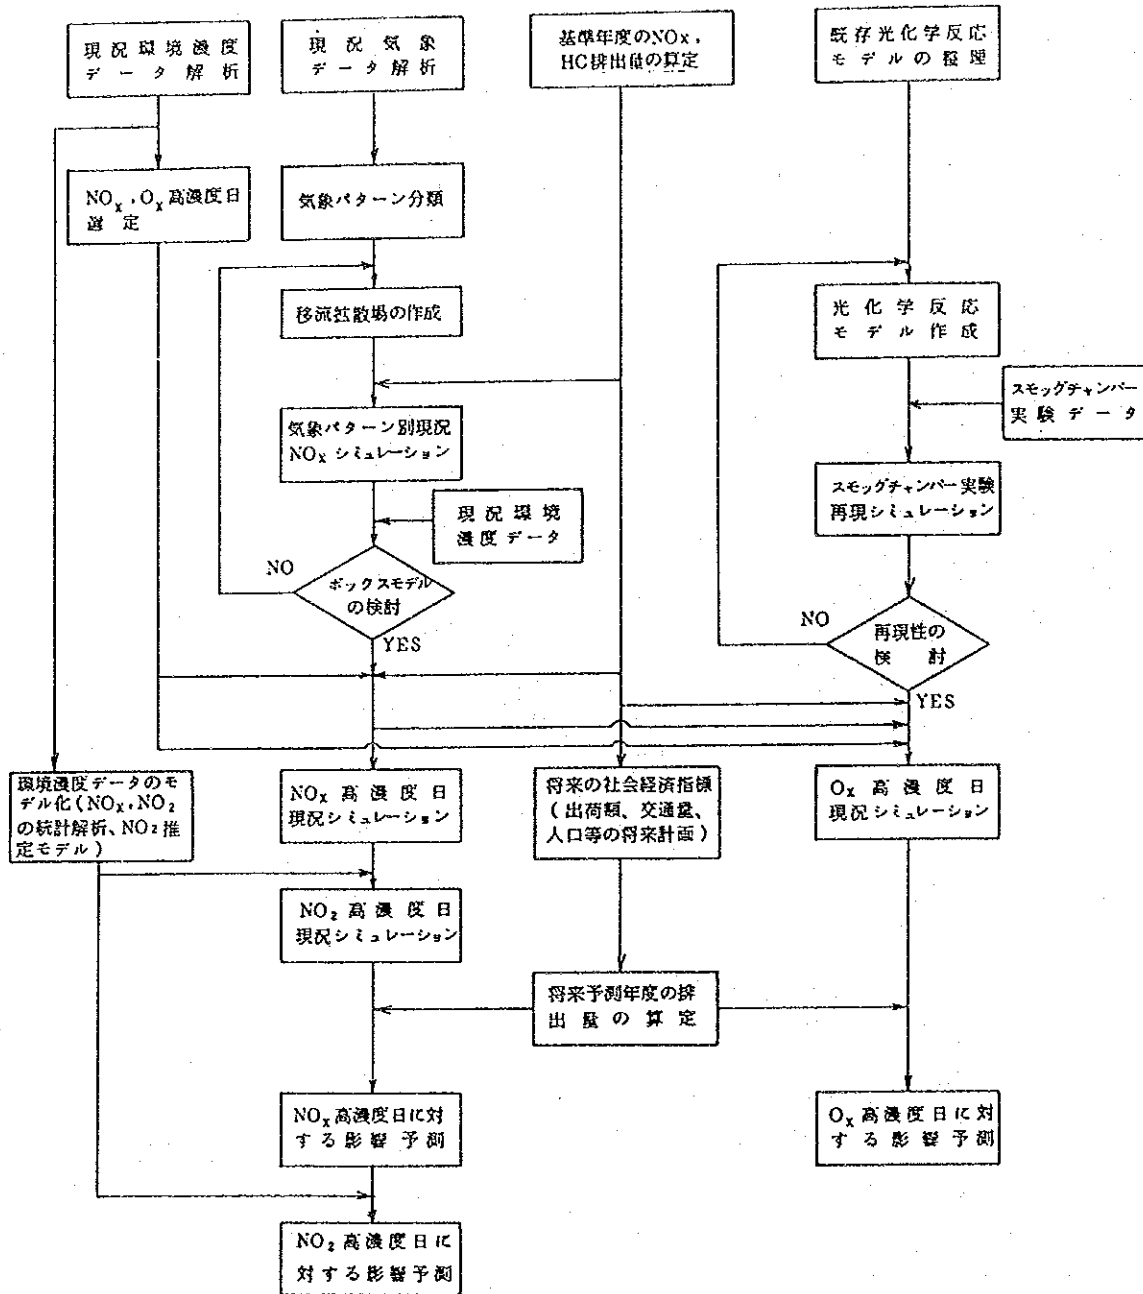 現況環境濃度
データ解析
現況気象
データ解析
基準年度のNOx,
HC排出量の算定
既存光化学反応
モデルの整理
NOx,Ox高濃度日
選定
気象パターン分類
移流拡散場の作成
光化学反応
モデル作成
スモッグチャンバー
実験データ
気象パターン別現況
NOxシミュレーション
スモッグチャンバー実験
再現シミュレーション
現況環境
濃度データ
NO
ボックスモデル
の検討
YES
NO
再現性の
検討
YES
環境濃度データのモ
デル化(NOx,NO2
の統計解析、NO2推
定モデル)
NOx高濃度日
現況シミュレーション
将来の社会経済指標
(出荷額、交通量、
人口等の将来計画)
Ox高濃度日
現況シミュレーション
NO2高濃度日
現況シミュレーション
将来予測年度の排
出量の算定
NOx高濃度日に対
する影響予測
Ox高濃度日に対
する影響予測
NO2高濃度日に
対する影響予測